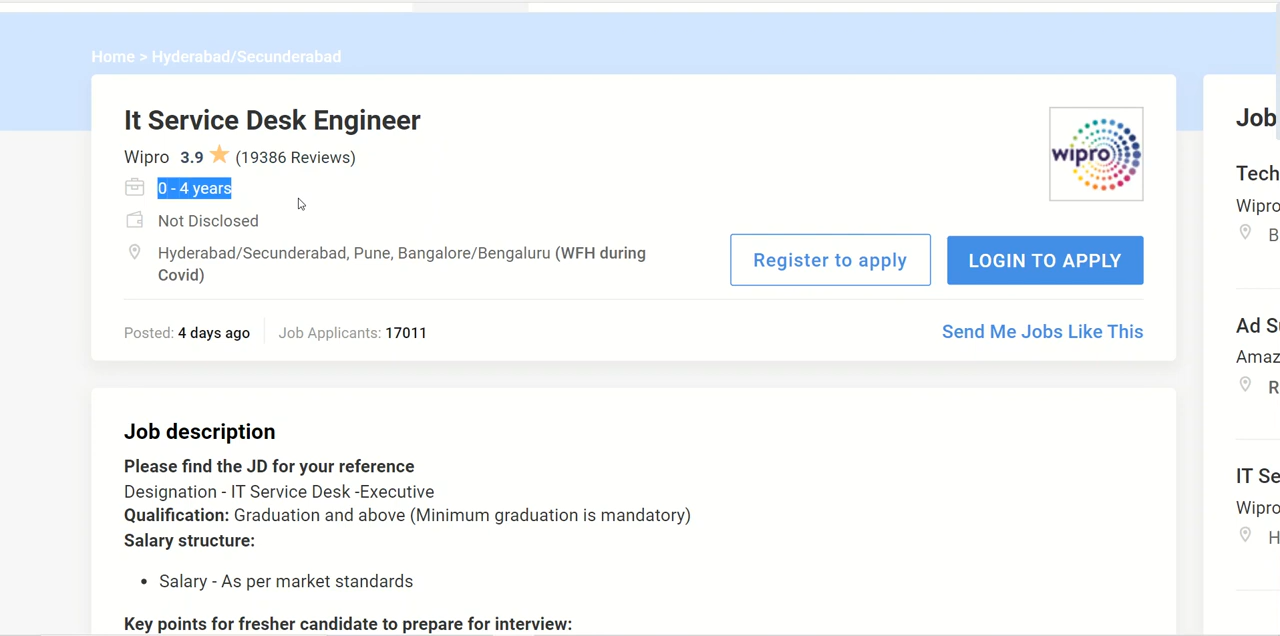 Home > Hyderabad/Secunderabad
It Service Desk Engineer
Wipro 3.9 (19386 Reviews)
0 - 4 years
Not Disclosed
Hyderabad/Secunderabad, Pune, Bangalore/Bengaluru (WFH during
Covid)
Register to apply
LOGIN TO APPLY
Posted: 4 days ago
Job Applicants: 17011
Send Me Jobs Like This
wipro
Job description
Please find the JD for your reference
Designation - IT Service Desk -Executive
Qualification: Graduation and above (Minimum graduation is mandatory)
Salary structure:
• Salary - As per market standards
Key points for fresher candidate to prepare for interview:
Job
Tech
Wipro
B
Ad S
Amaz
R
IT Se
Wipro
H